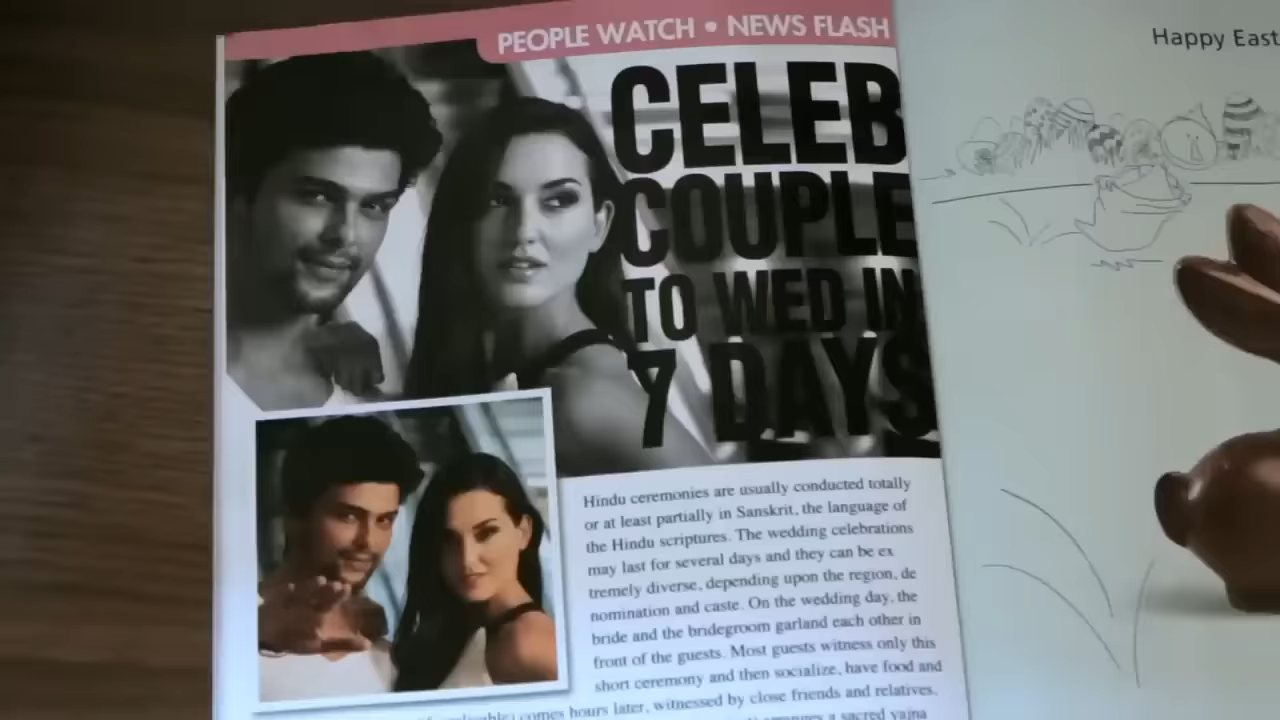 PEOPLE WATCH • NEWS FLASH
CELEB
COUPLE
TO WED IN
7 DAYS
Hindu ceremonies are usually conducted totally
or at least partially in Sanskrit, the language of
the Hindu scriptures. The wedding celebrations
may last for several days and they can be ex
tremely diverse, depending upon the region, de
nomination and caste. On the wedding day, the
bride and the bridegroom garland each other in
front of the guests. Most guests witness only this
short ceremony and then socialize, have food and
comes hours later, witnessed by close friends and relatives.
a sacred yajna
Happy East